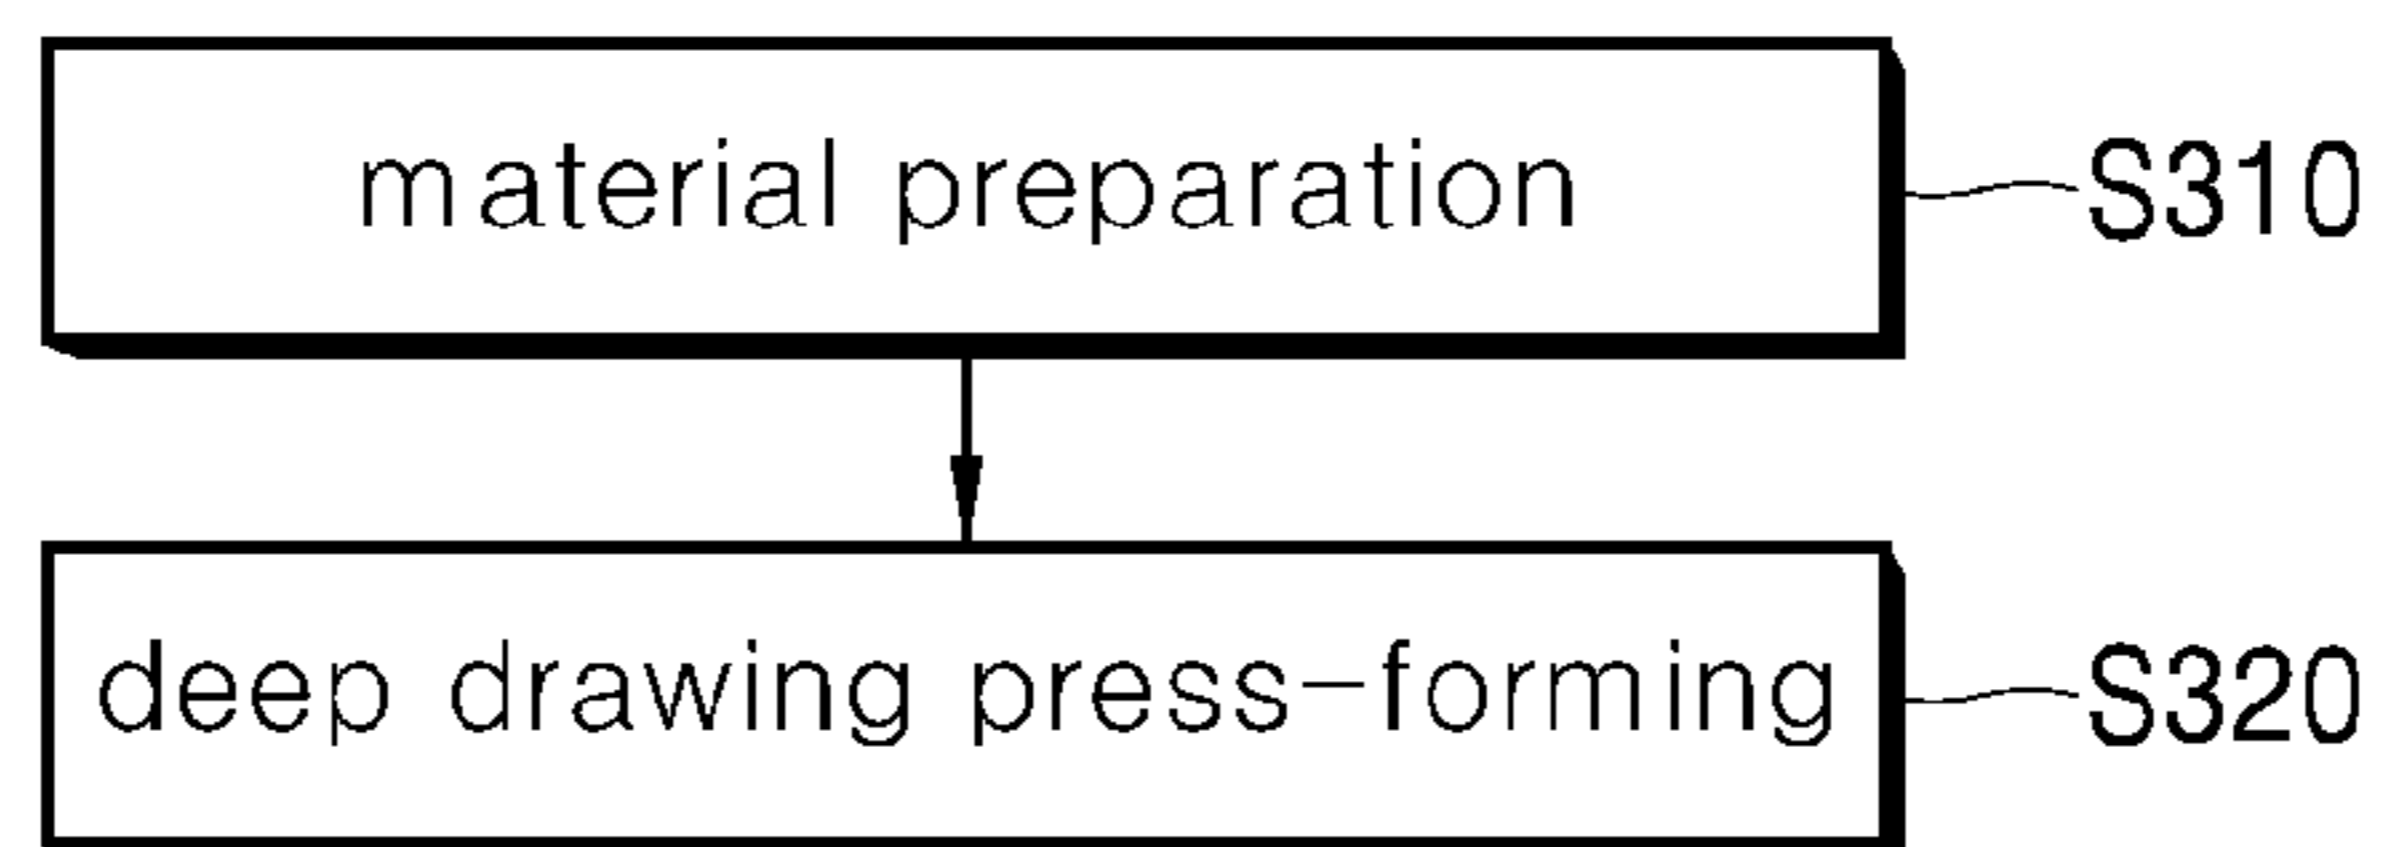 material preparation S310
deep drawing press-forming S320